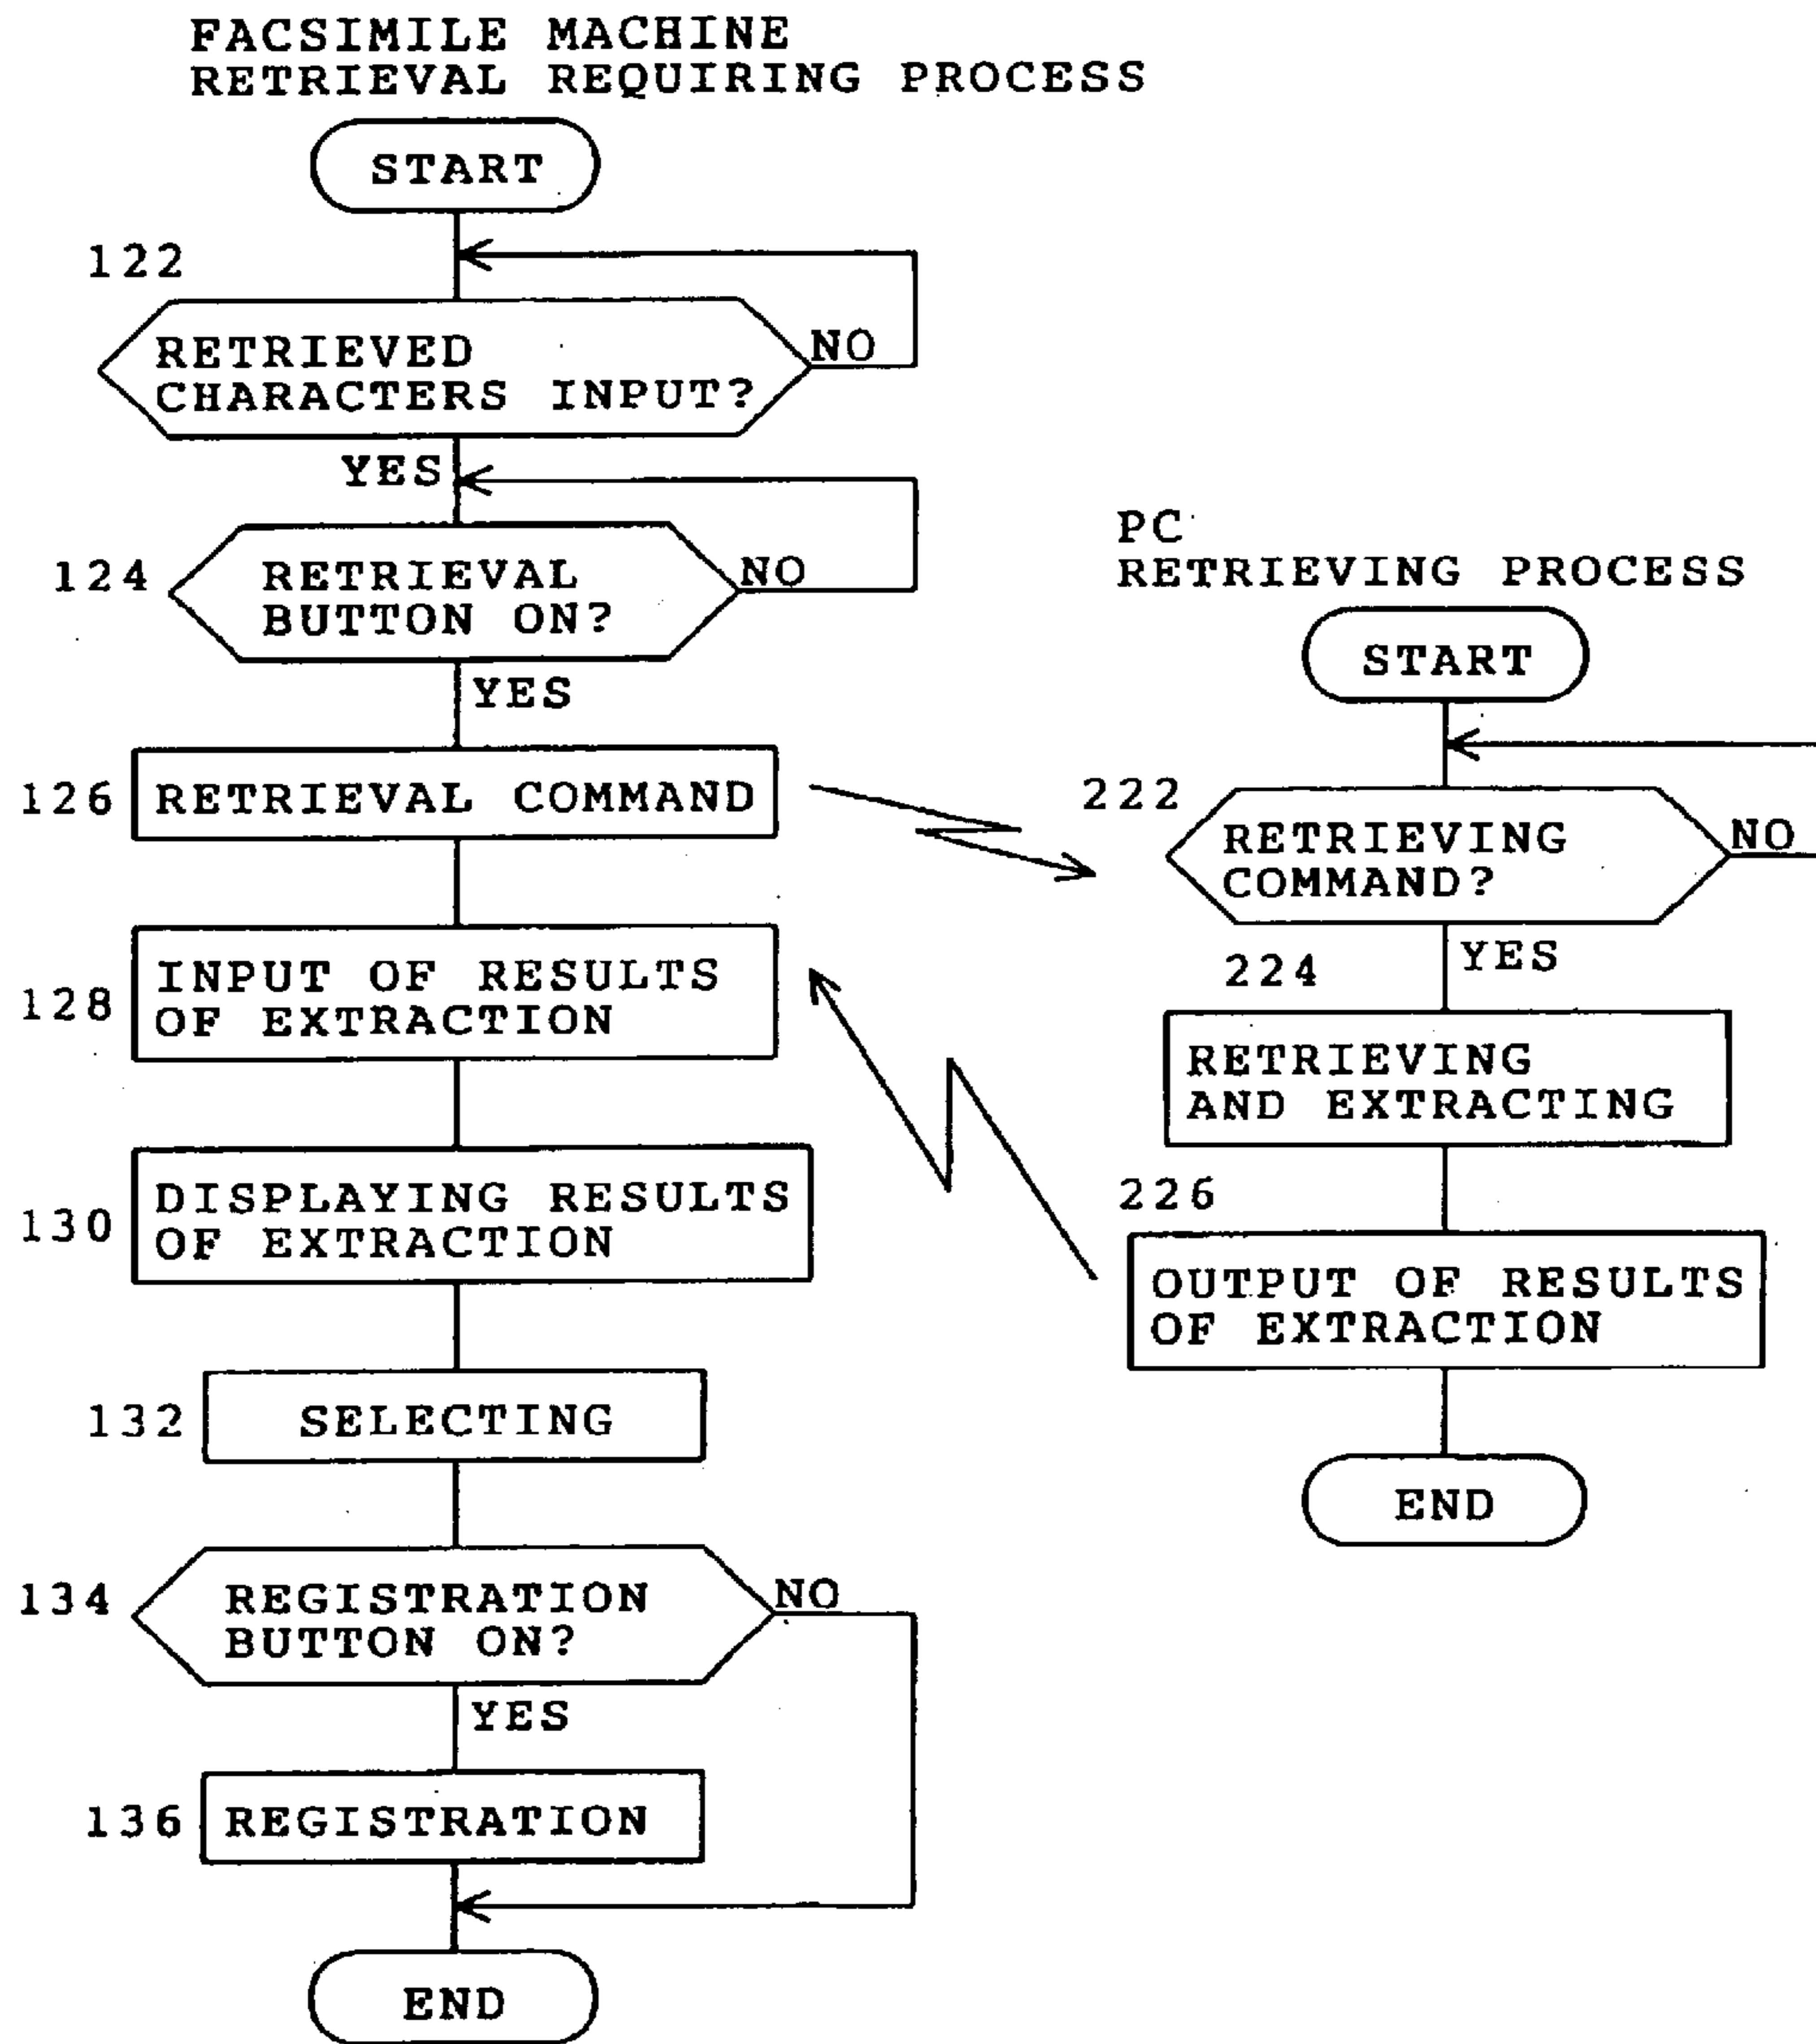 FACSIMILE MACHINE
RETRIEVAL REQUIRING PROCESS
START
122
RETRIEVED
CHARACTERS INPUT?
NO
YES
124
RETRIEVAL
BUTTON ON?
NO
YES
126
RETRIEVAL COMMAND
128
INPUT OF RESULTS
OF EXTRACTION
130
DISPLAYING RESULTS
OF EXTRACTION
132
SELECTING
134
REGISTRATION
BUTTON ON?
NO
YES
136
REGISTRATION
END
PC
RETRIEVING PROCESS
START
222
RETRIEVING
COMMAND?
NO
YES
224
RETRIEVING
AND EXTRACTING
226
OUTPUT OF RESULTS
OF EXTRACTION
END